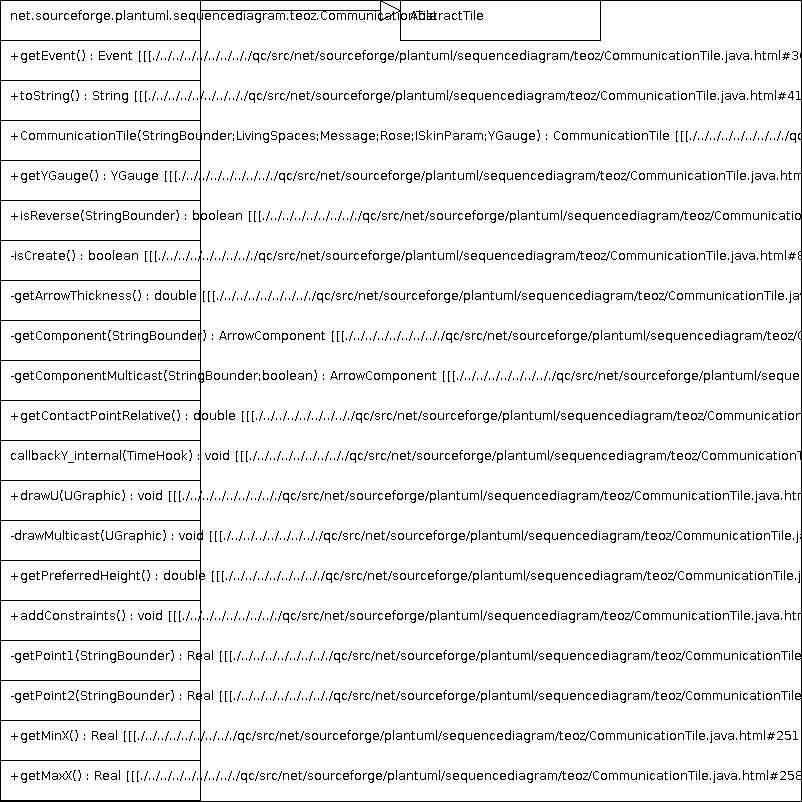 net.sourceforge.plantuml.sequencediagram.teoz.CommunicationTile
AbstractTile
+getEvent() : Event [[[./../../../../../../../qc/src/net/sourceforge/plantuml/sequencediagram/teoz/CommunicationTile.java.html#3
+toString() : String [[[./../../../../../../../qc/src/net/sourceforge/plantuml/sequencediagram/teoz/CommunicationTile.java.html#41
+CommunicationTile(StringBounder;LivingSpaces;Message;Rose;ISkinParam;YGauge) : CommunicationTile [[[./../../../../../../../q
+getYGauge() : YGauge [[[./../../../../../../../qc/src/net/sourceforge/plantuml/sequencediagram/teoz/CommunicationTile.java.htm
+isReverse(StringBounder) : boolean [[[./../../../../../../../qc/src/net/sourceforge/plantuml/sequencediagram/teoz/Communicatio
-isCreate() : boolean [[[./../../../../../../../qc/src/net/sourceforge/plantuml/sequencediagram/teoz/CommunicationTile.java.html#8
-getArrowThickness() : double [[[./../../../../../../../qc/src/net/sourceforge/plantuml/sequencediagram/teoz/CommunicationTile.jav
-getComponent(StringBounder) : ArrowComponent [[[./../../../../../../../qc/src/net/sourceforge/plantuml/sequencediagram/teoz/C
-getComponentMulticast(StringBounder;boolean) : ArrowComponent [[[./../../../../../../../qc/src/net/sourceforge/plantuml/seque
+getContactPointRelative() : double [[[./../../../../../../../qc/src/net/sourceforge/plantuml/sequencediagram/teoz/Communication
callbackY_internal(TimeHook) : void [[[./../../../../../../../qc/src/net/sourceforge/plantuml/sequencediagram/teoz/CommunicationT
+drawU(UGraphic) : void [[[./../../../../../../../qc/src/net/sourceforge/plantuml/sequencediagram/teoz/CommunicationTile.java.htm
-drawMulticast(UGraphic) : void [[[./../../../../../../../qc/src/net/sourceforge/plantuml/sequencediagram/teoz/CommunicationTile.ja
+getPreferredHeight() : double [[[./../../../../../../../qc/src/net/sourceforge/plantuml/sequencediagram/teoz/CommunicationTile.j
+addConstraints() : void [[[./../../../../../../../qc/src/net/sourceforge/plantuml/sequencediagram/teoz/CommunicationTile.java.htm
-getPoint1(StringBounder) : Real [[[./../../../../../../../qc/src/net/sourceforge/plantuml/sequencediagram/teoz/CommunicationTile
-getPoint2(StringBounder) : Real [[[./../../../../../../../qc/src/net/sourceforge/plantuml/sequencediagram/teoz/CommunicationTile
+getMinX() : Real [[[./../../../../../../../qc/src/net/sourceforge/plantuml/sequencediagram/teoz/CommunicationTile.java.html#251
+getMaxX() : Real [[[./../../../../../../../qc/src/net/sourceforge/plantuml/sequencediagram/teoz/CommunicationTile.java.html#258